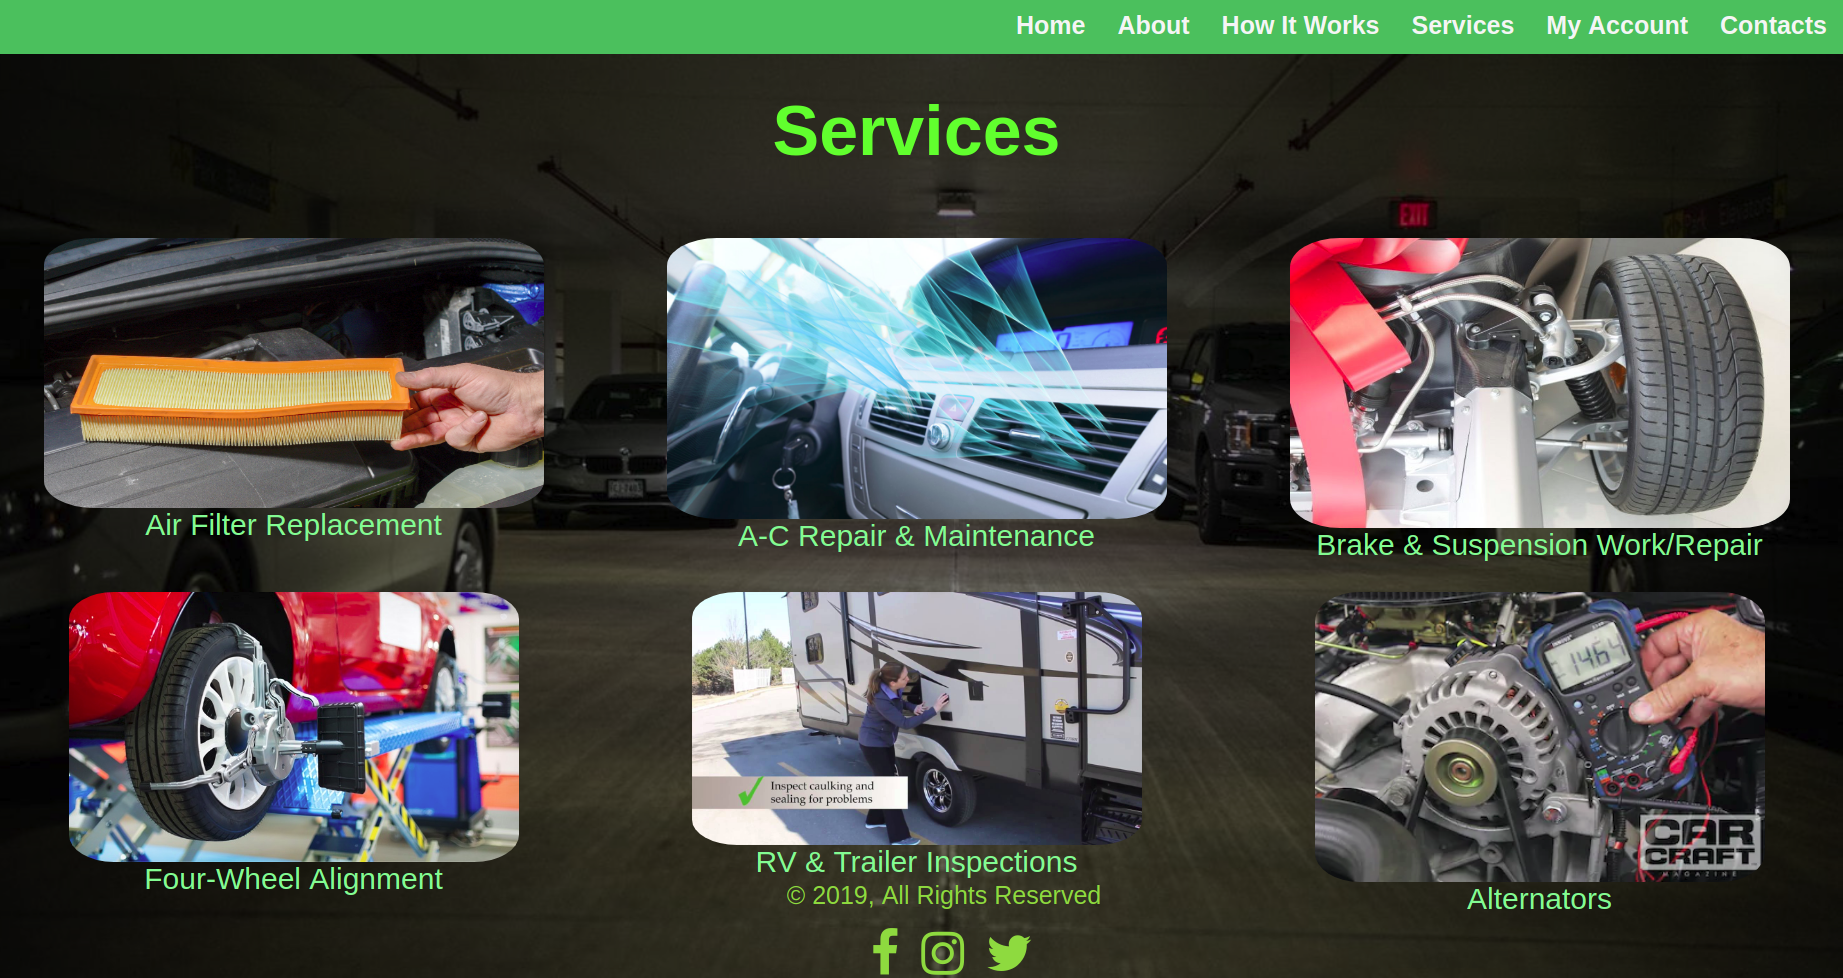 Home About How It Works Services My Account Contacts
Services
EXIT
Air Filter Replacement
A-C Repair & Maintenance
Brake & Suspension Work/Repair
Inspect caulking and
sealing for problems
146
CAR
CRAFT
MAGAZINE
Four-Wheel Alignment
RV & Trailer Inspections
Alternators
© 2019, All Rights Reserved